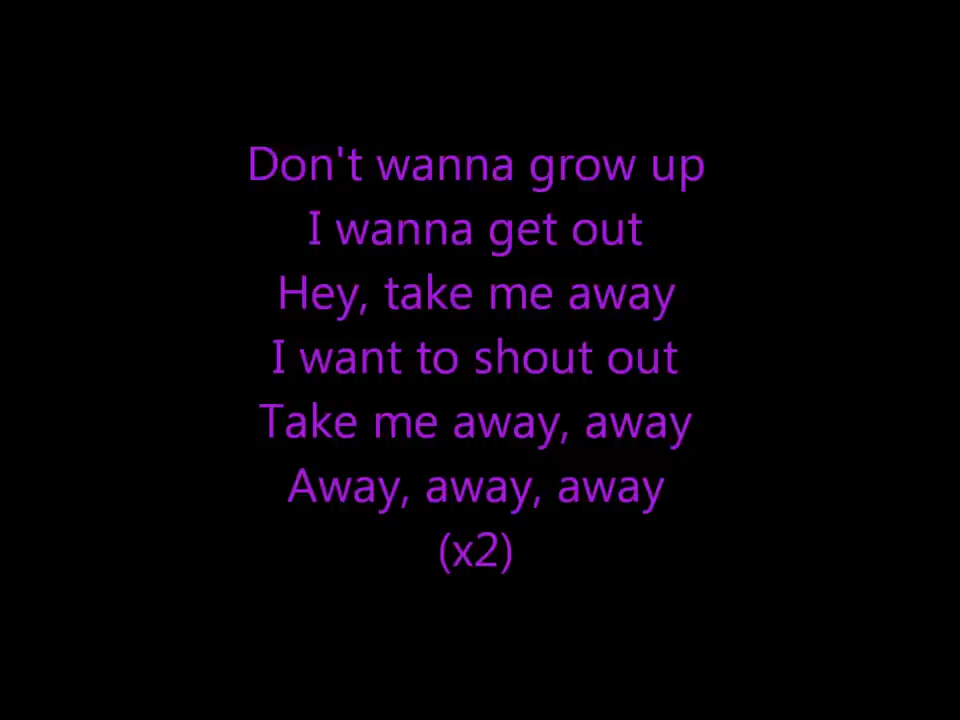 Don't wanna grow up
I wanna get out
Hey, take me away
I want to shout out
Take me away, away
Away, away, away
(x2)